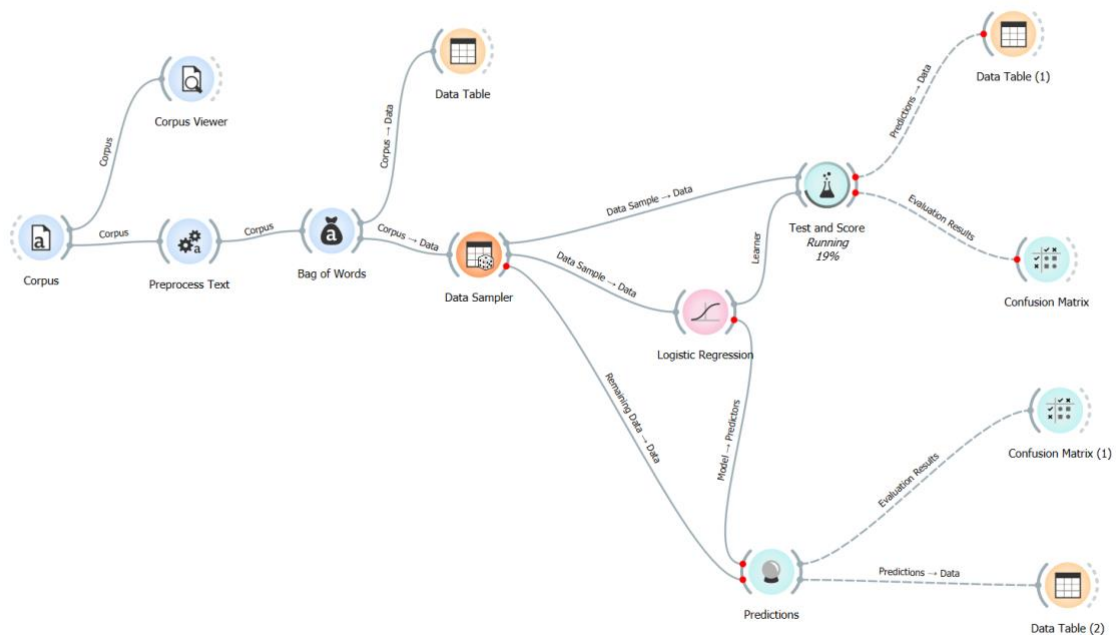 Data Table (1)
Data Table
Corpus Viewer
Predictions → Data
Corpus
Corpus → Data
Data Sample → Data
Evaluation Results
Test and Score
Running
19%
Corpus
Corpus
Corpus → Data
Learner
Corpus
Preprocess Text
Bag of Words
Data Sampler
Data Sample → Data
Confusion Matrix
Logistic Regression
Remaining Data → Data
Model → Predictors
Evaluation Results
Confusion Matrix (1)
Predictions → Data
Predictions
Data Table (2)